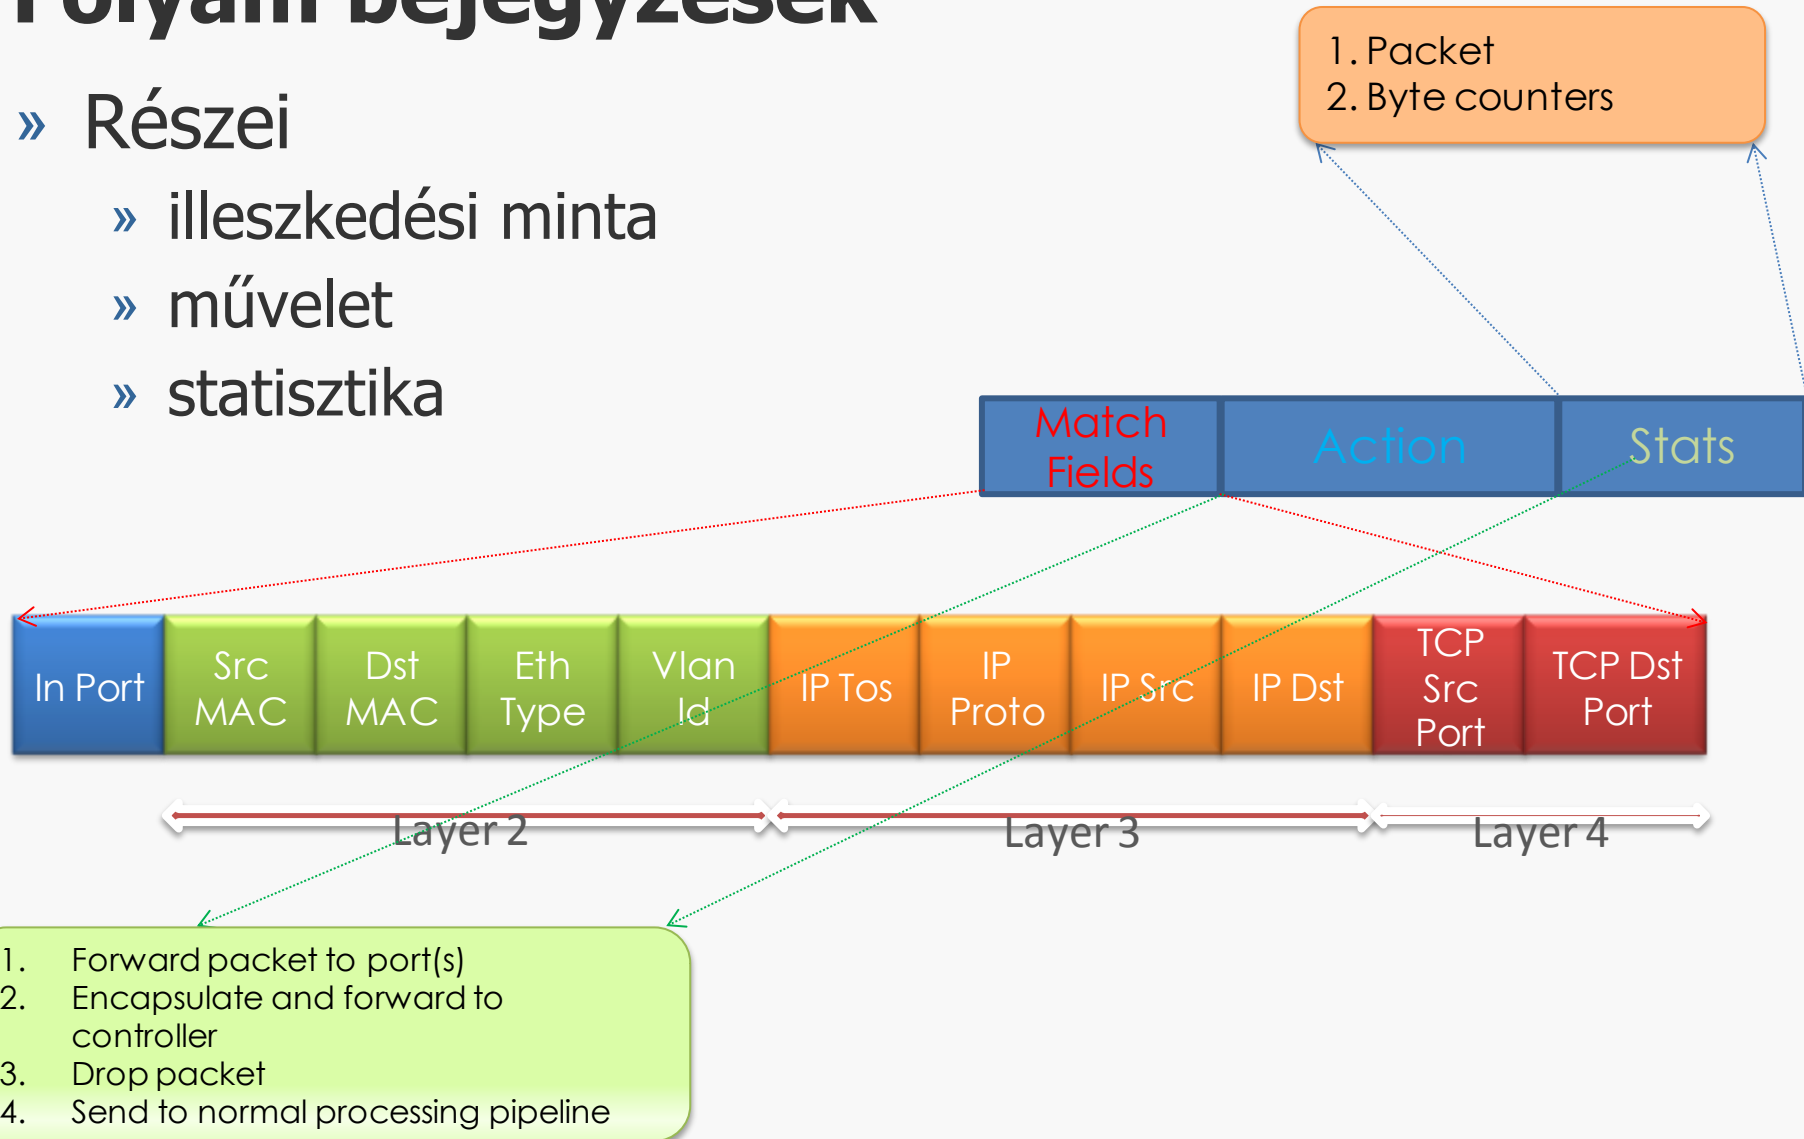 Folyam bejegyzések
» Részei
» illeszkedési minta
» művelet
» statisztika
1. Packet
2. Byte counters
Match
Fields
Action
Stats
In Port
Src
MAC
Dst
MAC
Eth
Type
Vlan
Id
IP Tos
IP
Proto
IP Src
IP Dst
TCP
Src
Port
TCP Dst
Port
Layer 2
Layer 3
Layer 4
1. Forward packet to port(s)
2. Encapsulate and forward to
controller
3. Drop packet
4. Send to normal processing pipeline